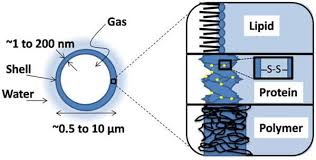 Gas
~1 to 200 nm
Shell
Water
~0.5 to 10 µm
Lipid
-S-S-
Protein
Polymer